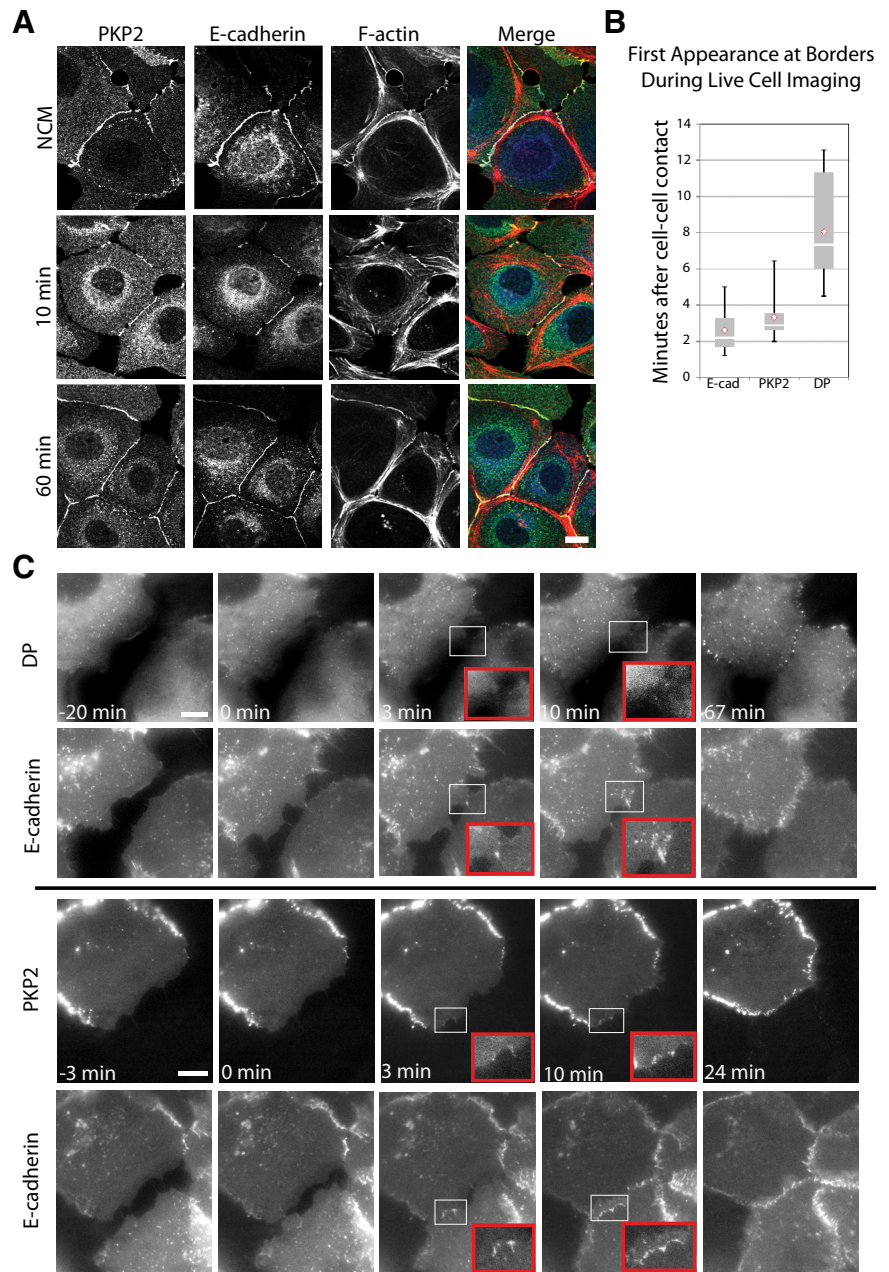 A
PKP2 E-cadherin F-actin Merge
NCM
10 min
60 min
B
First Appearance at Borders
During Live Cell Imaging
Minutes after cell-cell contact
14
12
10
8
6
4
2
0
E-cad PKP2 DP
C
DP
-20 min 0 min 3 min 10 min 67 min
E-cadherin
PKP2
-3 min 0 min 3 min 10 min 24 min
E-cadherin